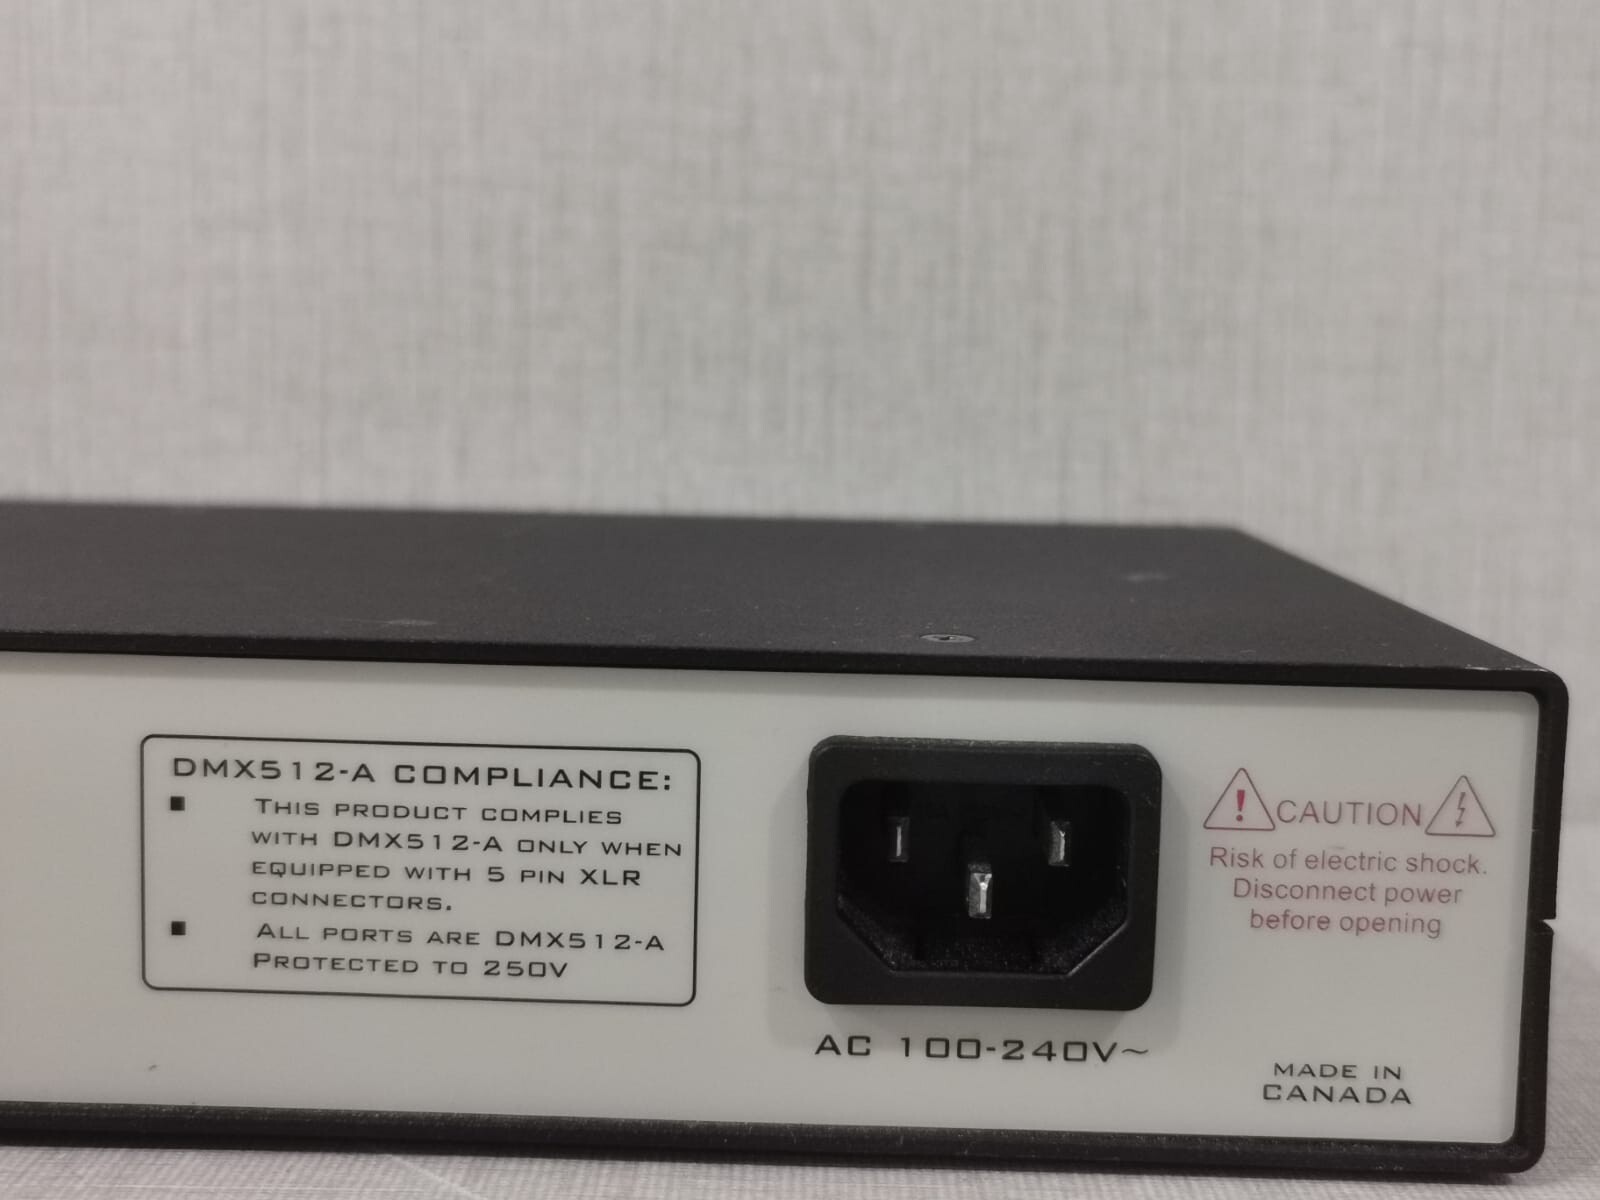 DMX512-A COMPLIANCE:
▪ THIS PRODUCT COMPLIES
WITH DMX512-A ONLY WHEN
EQUIPPED WITH 5 PIN XLR
CONNECTORS.
▪ ALL PORTS ARE DMX512-A
PROTECTED TO 250V
AC 100-240V~
CAUTION
Risk of electric shock.
Disconnect power
before opening
MADE IN
CANADA